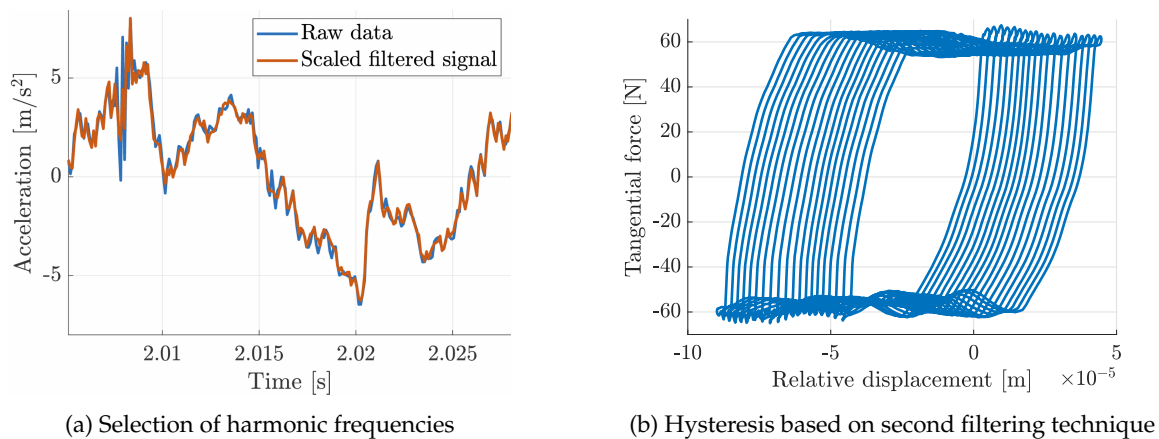 Raw data
Scaled filtered signal
Acceleration [m/s²]
5
0
-5
2.01
2.015
2.02
2.025
Time [s]
(a) Selection of harmonic frequencies
Tangential force [N]
60
40
20
0
-20
-40
-60
-10
-5
0
5
×10⁻⁵
Relative displacement [m]
(b) Hysteresis based on second filtering technique